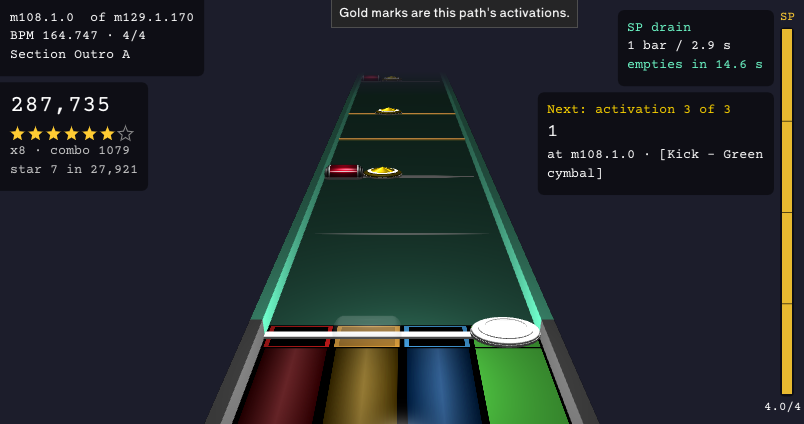 m108.1.0  of m129.1.170
BPM 164.747 · 4/4
Section Outro A
287,735
x8 · combo 1079
star 7 in 27,921
Gold marks are this path's activations.
SP drain
1 bar / 2.9 s
empties in 14.6 s
Next: activation 3 of 3
1
at m108.1.0 · [Kick - Green
cymbal]
SP
4.0/4